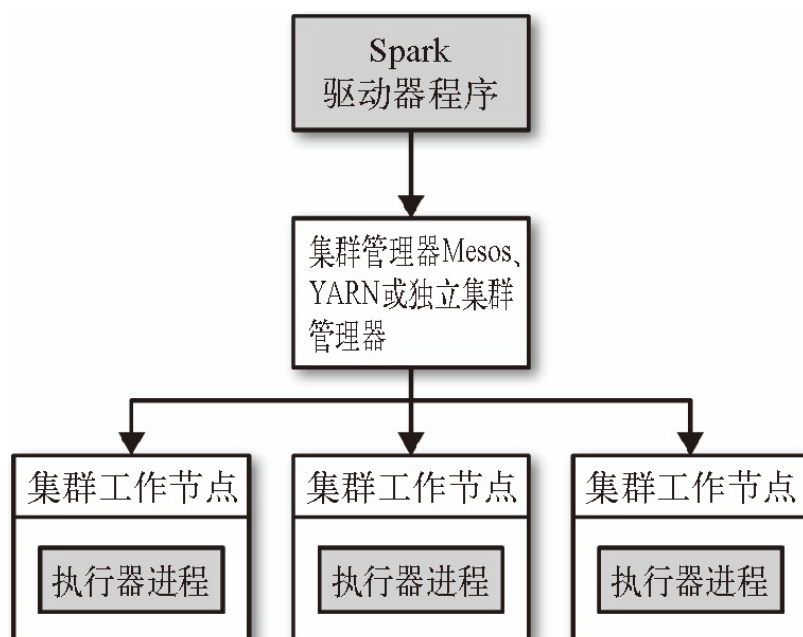 Spark
驱动器程序
集群管理器Mesos、
YARN或独立集群
管理器
集群工作节点
集群工作节点
集群工作节点
执行器进程
执行器进程
执行器进程